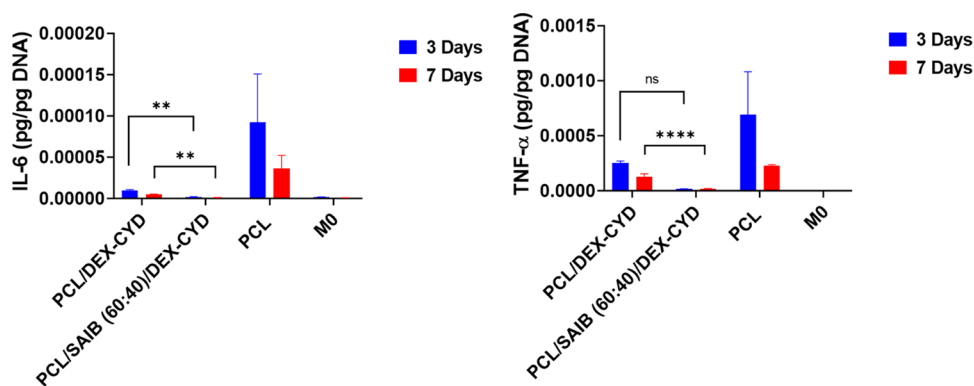 IL-6 (pg/pg DNA)
0.00020
0.00015
0.00010
0.00005
0.00000
**
**
PCL/DEX-CYD
PCL/SAIB (60:40)/DEX-CYD
PCL
M0
3 Days
7 Days
TNF-α (pg/pg DNA)
0.0015
0.0010
0.0005
0.0000
ns
****
PCL/DEX-CYD
PCL/SAIB (60:40)/DEX-CYD
PCL
M0
3 Days
7 Days